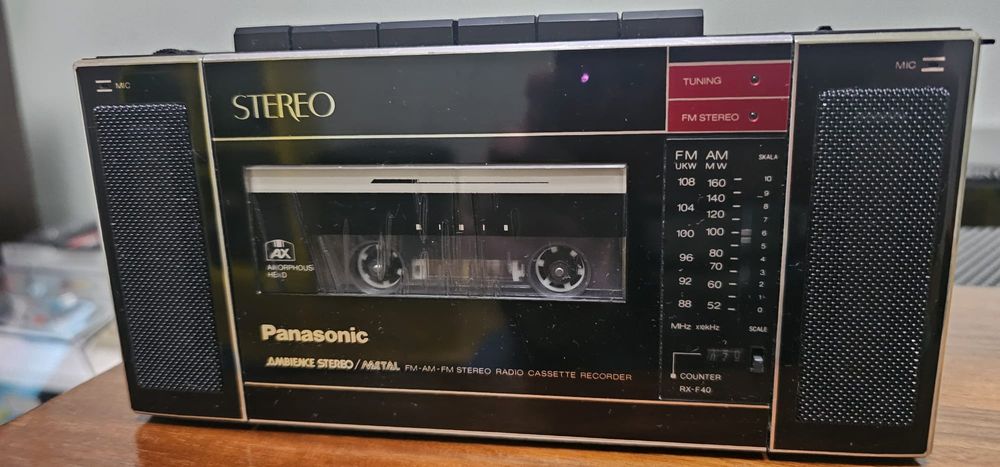 MIC
STEREO
TUNING
FM STEREO
MIC
FM AM SKALA
UKW MW
108 160 10
140 9
104 120 8
7
100 100 6
5
96 80 4
70 3
92 60 2
1
88 52 0
MHz x10kHz SCALE
AX
AMORPHOUS
HEAD
Panasonic
AMBIENCE STEREO/METAL FM-AM-FM STEREO RADIO CASSETTE RECORDER
COUNTER
RX-F40